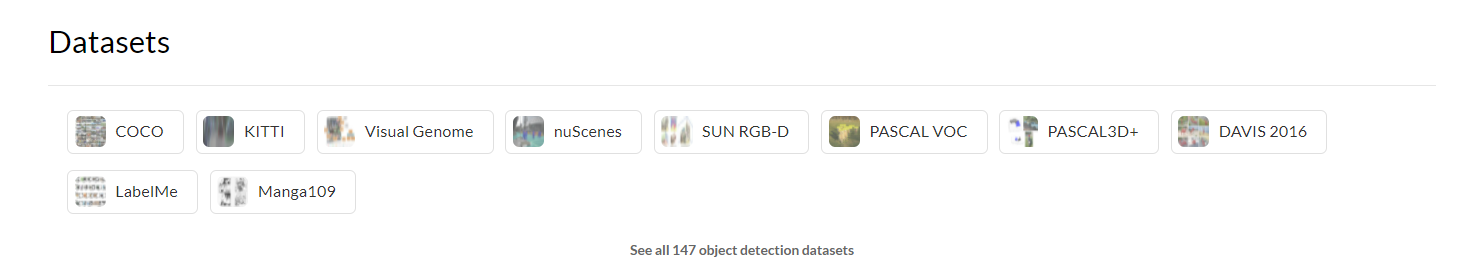 Datasets
COCO KITTI Visual Genome nuScenes SUN RGB-D PASCAL VOC PASCAL3D+ DAVIS 2016
LabelMe Manga109
See all 147 object detection datasets